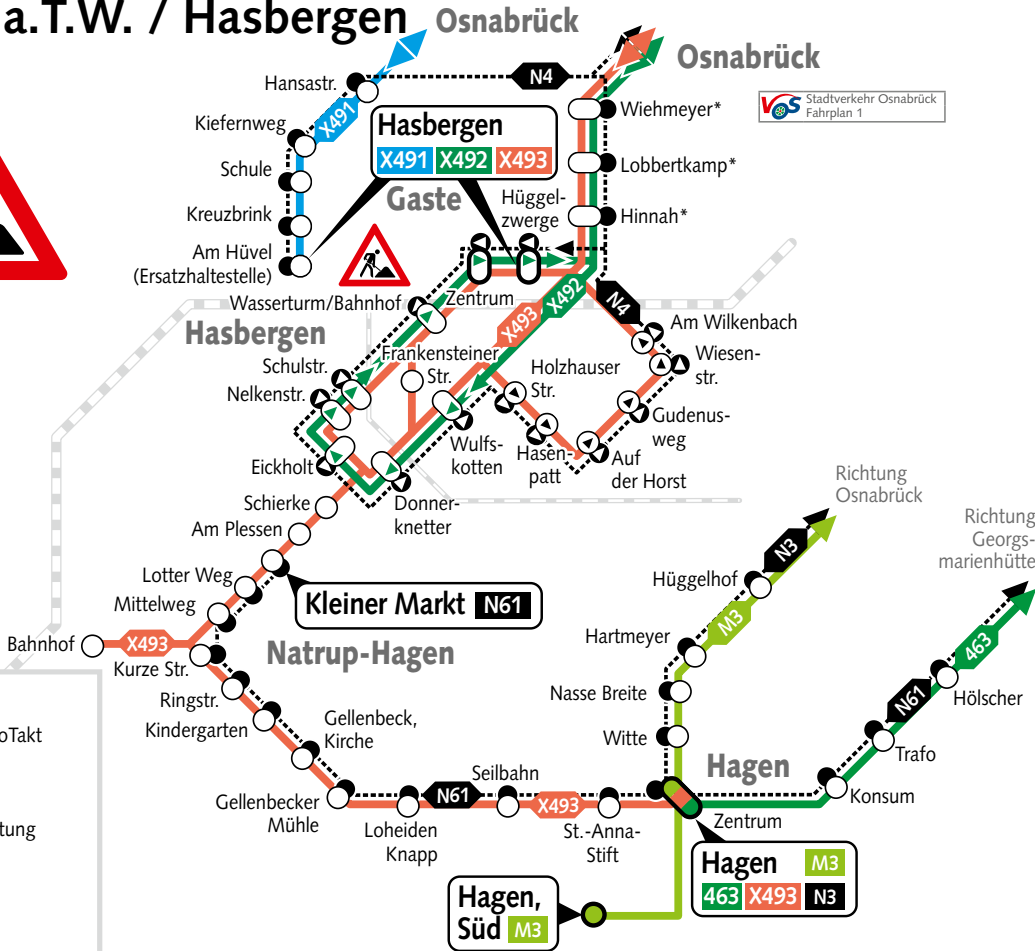 a.T.W. / Hasbergen
Osnabrück
Osnabrück
Hansastr.
N4
X491
Kiefernweg
Schule
Kreuzbrink
Am Hüvel
(Ersatzhaltestelle)
Hasbergen
X491 X492 X493
Gaste
Hüggel-
zwerge
Wiehmeyer*
Lobbertkamp*
Hinnah*
VOS Stadtverkehr Osnabrück
Fahrplan 1
Wasserturm/Bahnhof
Zentrum
Hasbergen
X493
X492
N4
Am Wilkenbach
Wiesen-
str.
Schulstr.
Frankensteiner
Str.
Holzhauser
Str.
Nelkenstr.
Gudenus-
weg
Wulfs-
kotten
Hasen-
patt
Auf
der Horst
Eickholt
Donner-
knetter
Schierke
Am Plessen
Lotter Weg
Mittelweg
Kleiner Markt N61
Bahnhof
X493
Kurze Str.
Natrup-Hagen
Ringstr.
Kindergarten
Gellenbeck,
Kirche
Gellenbecker
Mühle
N61
Loheiden
Knapp
Seilbahn
X493
St.-Anna-
Stift
Richtung
Osnabrück
Richtung
Georgs-
marienhütte
N3
Hüggelhof
M3
Hartmeyer
Nasse Breite
Witte
Hagen
463
N61
Hölscher
Trafo
Konsum
Zentrum
Hagen M3
463 X493 N3
Hagen,
Süd M3
oTakt
tung